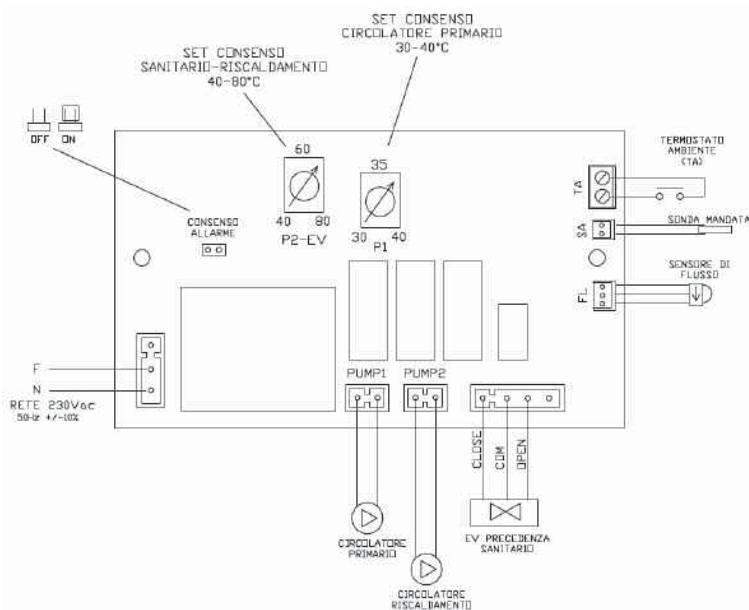 SET CONSENSO
CIRCOLATORE PRIMARIO
30-40°C
SET CONSENSO
SANITARIO-RISCALDAMENTO
40-80°C
OFF ON
CONSENSO
ALLARME
60
40 80
P2-EV
35
30 40
P1
TA
TERMOSTATO
AMBIENTE
(TA)
SA
SONDA MANDATA
FL
SENSORE DI
FLUSSO
F
N
RETE 230Vac
50Hz +/-10%
PUMP1 PUMP2
CLOSE
COM
OPEN
CIRCOLATORE
PRIMARIO
CIRCOLATORE
RISCALDAMENTO
EV PRECEDENZA
SANITARIO